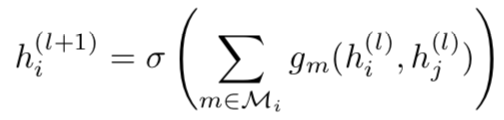 $h_i^{(l+1)} = \sigma \left( \sum_{m \in \mathcal{M}_i} g_m(h_i^{(l)}, h_j^{(l)}) \right)$